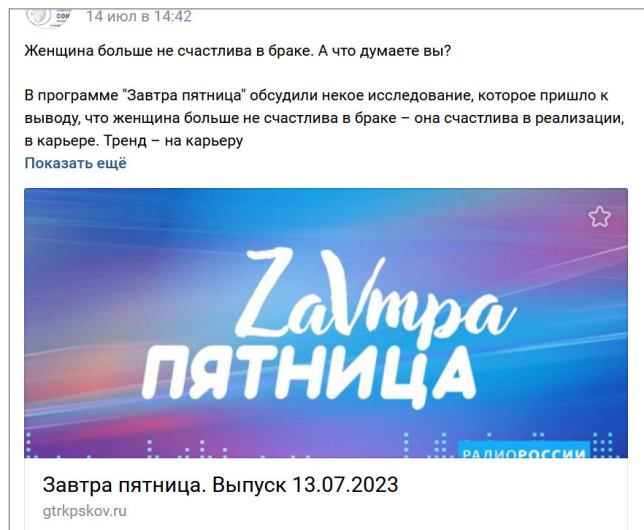 СОН
14 июл в 14:42
Женщина больше не счастлива в браке. А что думаете вы?
В программе "Завтра пятница" обсудили некое исследование, которое пришло к
выводу, что женщина больше не счастлива в браке – она счастлива в реализации,
в карьере. Тренд – на карьеру
Показать ещё
ZaVтра
ПЯТНИЦА
РАДИОРОССИИ
Завтра пятница. Выпуск 13.07.2023
gtrkpskov.ru